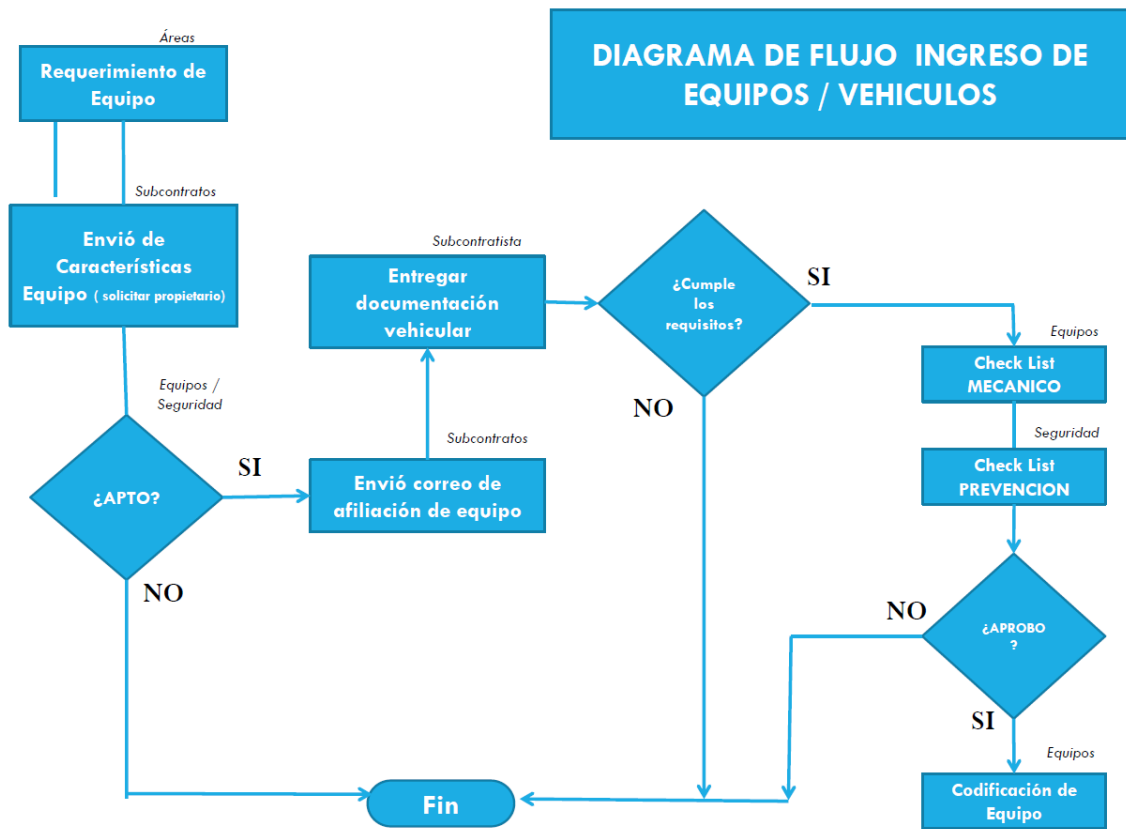 DIAGRAMA DE FLUJO INGRESO DE
EQUIPOS / VEHICULOS
Áreas
Requerimiento de
Equipo
Subcontratos
Envió de
Características
Equipo ( solicitar propietario)
Equipos /
Seguridad
¿APTO?
SI
NO
Subcontratos
Envió correo de
afiliación de equipo
Subcontratista
Entregar
documentación
vehicular
¿Cumple
los
requisitos?
SI
NO
Equipos
Check List
MECANICO
Seguridad
Check List
PREVENCION
¿APROBO
?
NO
SI
Equipos
Codificación de
Equipo
Fin